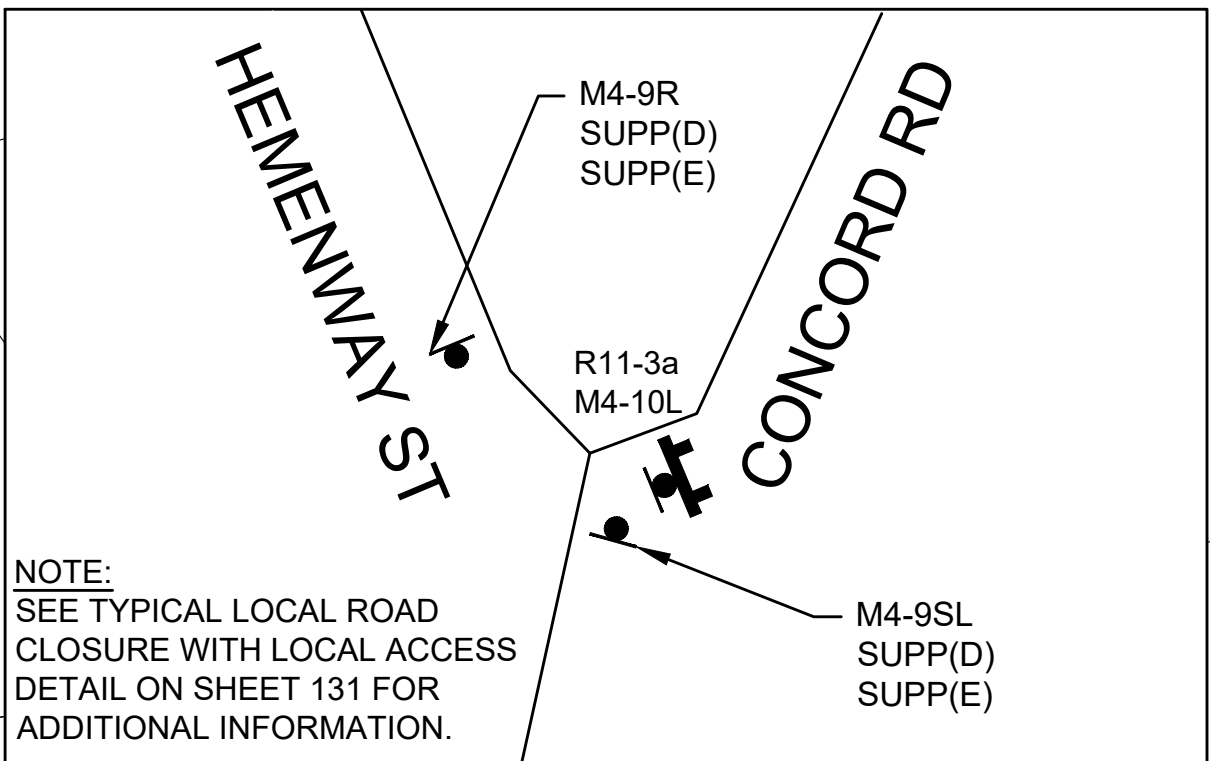 HEMENWAY ST
M4-9R
SUPP(D)
SUPP(E)
CONCORD RD
R11-3a
M4-10L
NOTE:
SEE TYPICAL LOCAL ROAD
CLOSURE WITH LOCAL ACCESS
DETAIL ON SHEET 131 FOR
ADDITIONAL INFORMATION.
M4-9SL
SUPP(D)
SUPP(E)